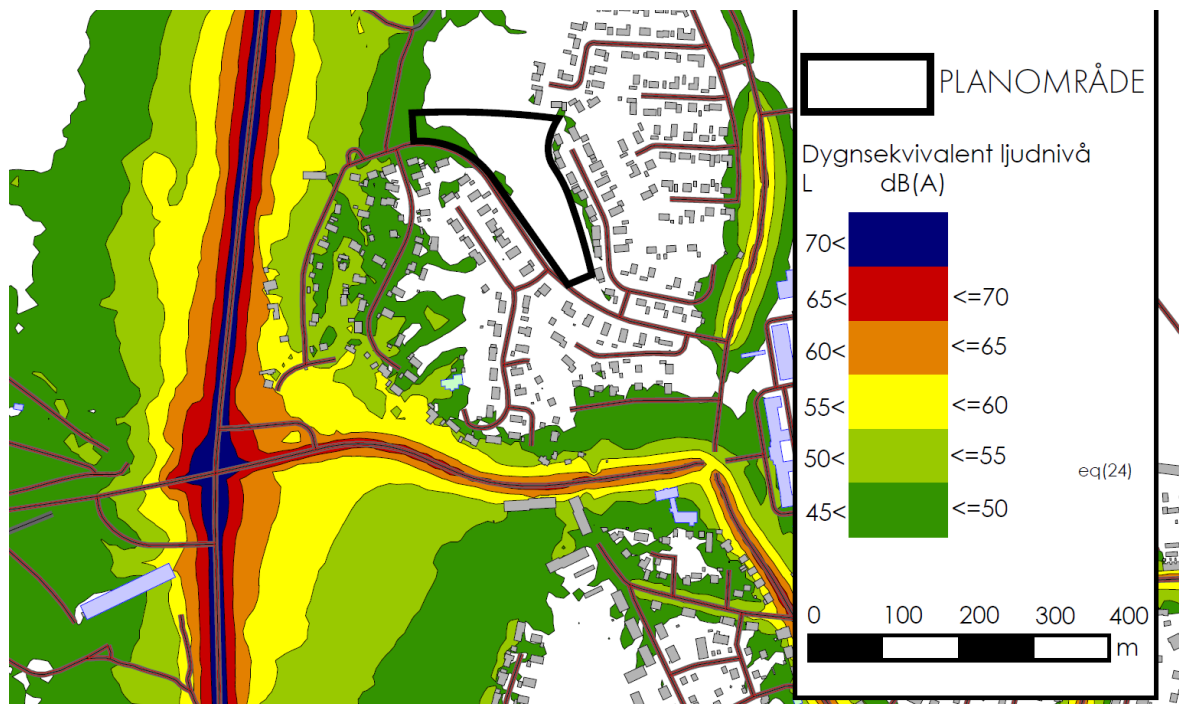 PLANOMRÅDE
Dygnsekvivalent ljudnivå
L dB(A)
70<
65< <=70
60< <=65
55< <=60
50< <=55
45< <=50
eq(24)
0 100 200 300 400
m